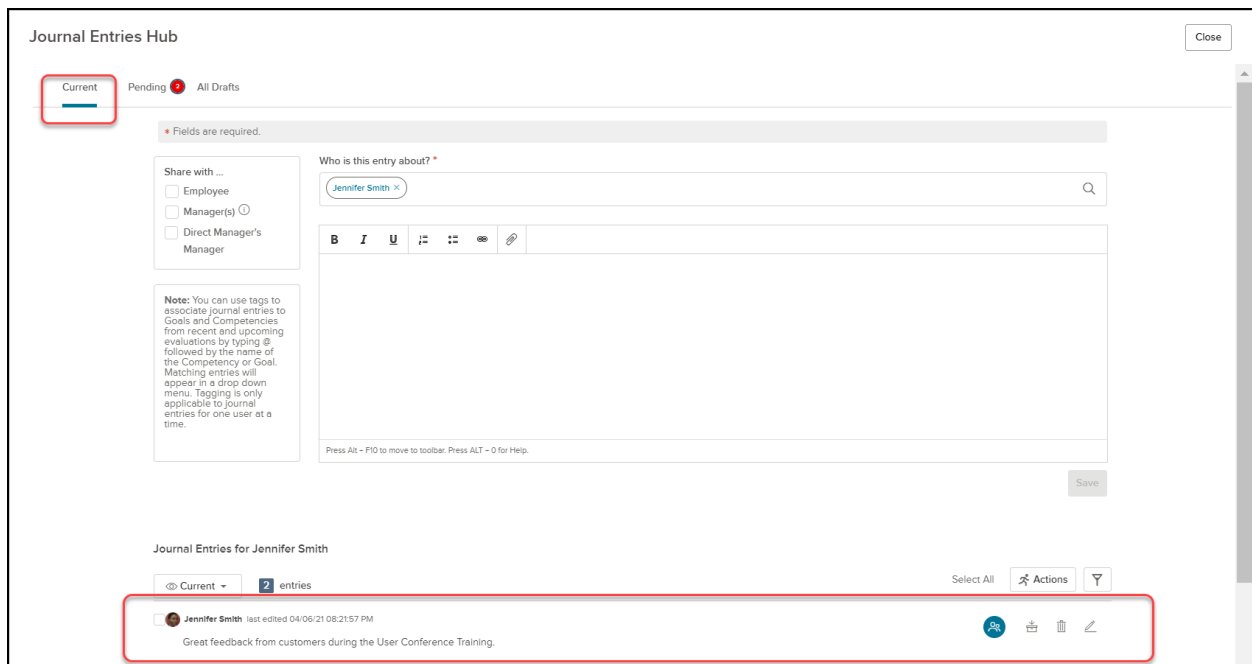 Journal Entries Hub
Close
Current
Pending 2
All Drafts
* Fields are required.
Share with ...
Employee
Manager(s)
Direct Manager's
Manager
Who is this entry about? *
Jennifer Smith ×
B I U
Note: You can use tags to
associate journal entries to
Goals and Competencies
from recent and upcoming
evaluations by typing @
followed by the name of
the Competency or Goal.
Matching entries will
appear in a drop down
menu. Tagging is only
applicable to journal
entries for one user at a
time.
Press Alt + F10 to move to toolbar. Press ALT + 0 for Help.
Save
Journal Entries for Jennifer Smith
Current
2 entries
Select All
Actions
Jennifer Smith last edited 04/06/21 08:21:57 PM
Great feedback from customers during the User Conference Training.